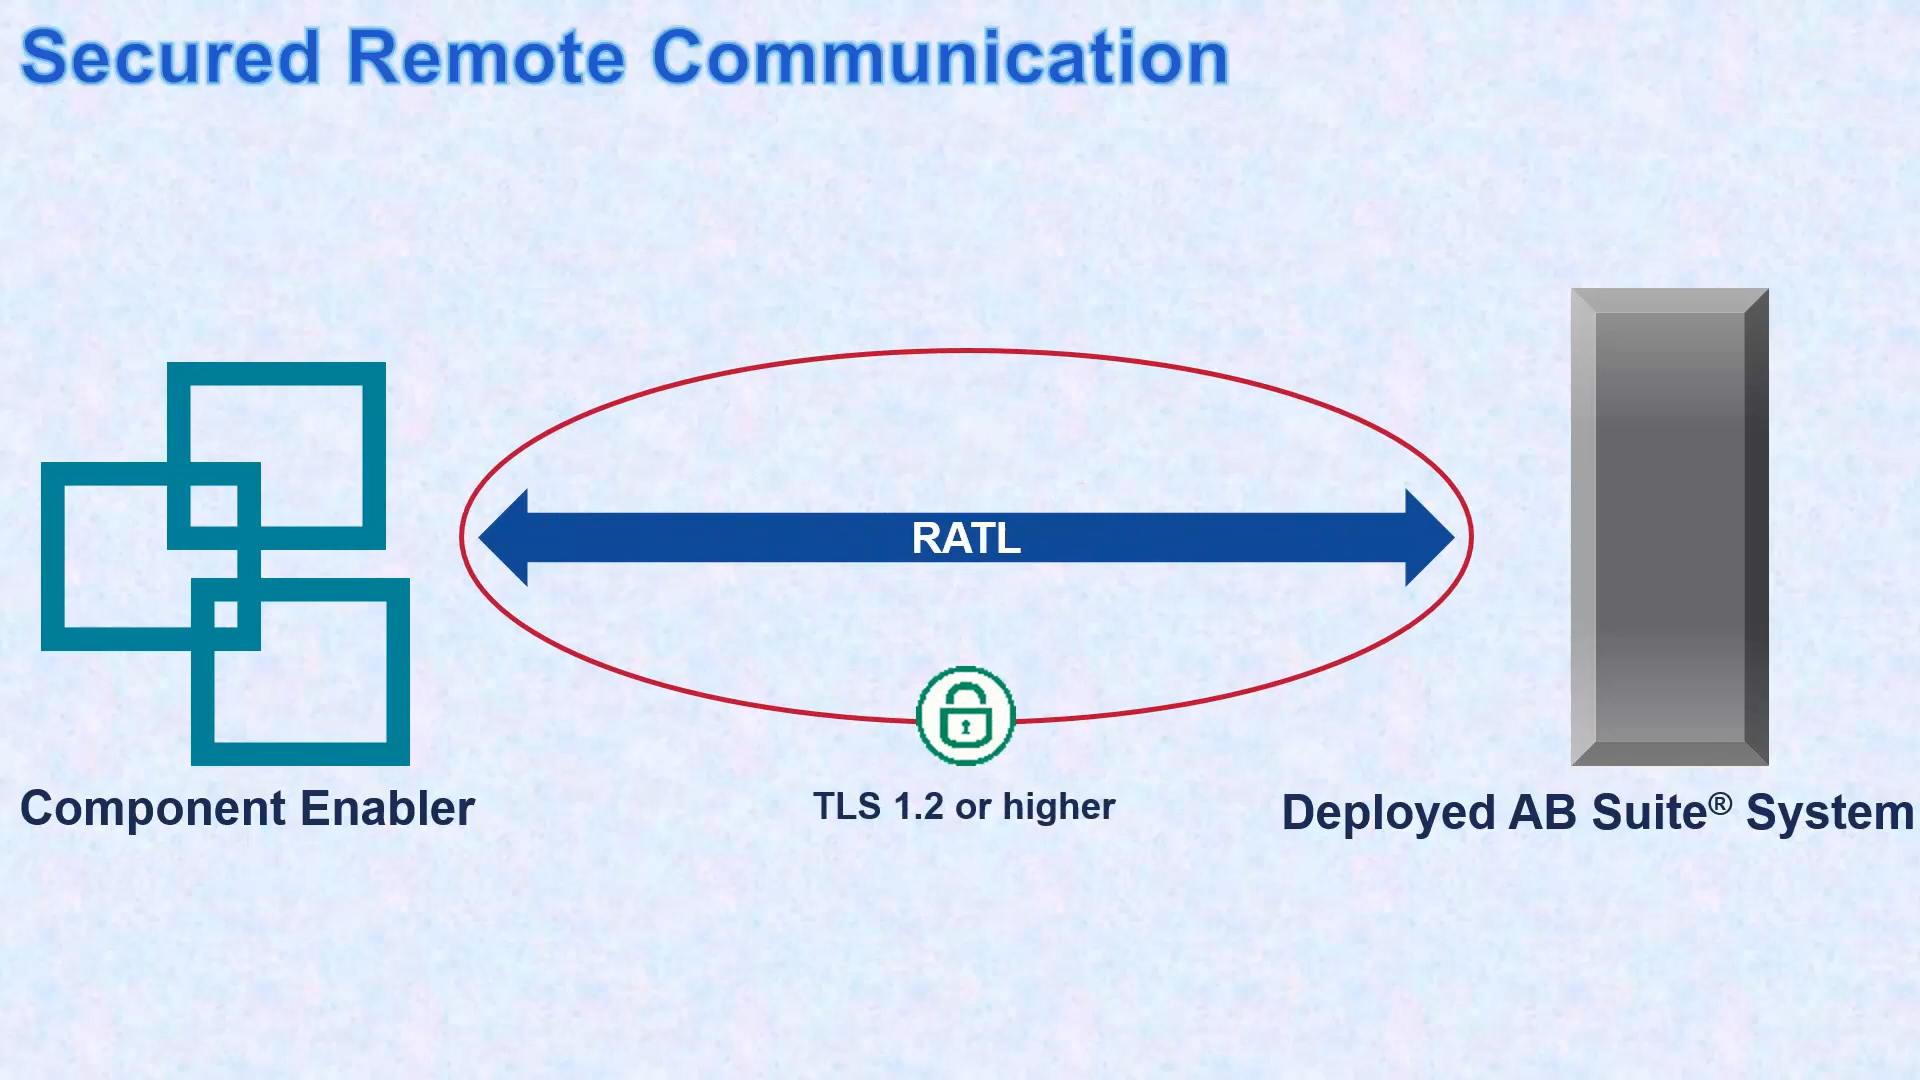 Secured Remote Communication
RATL
Component Enabler
TLS 1.2 or higher
Deployed AB Suite® System